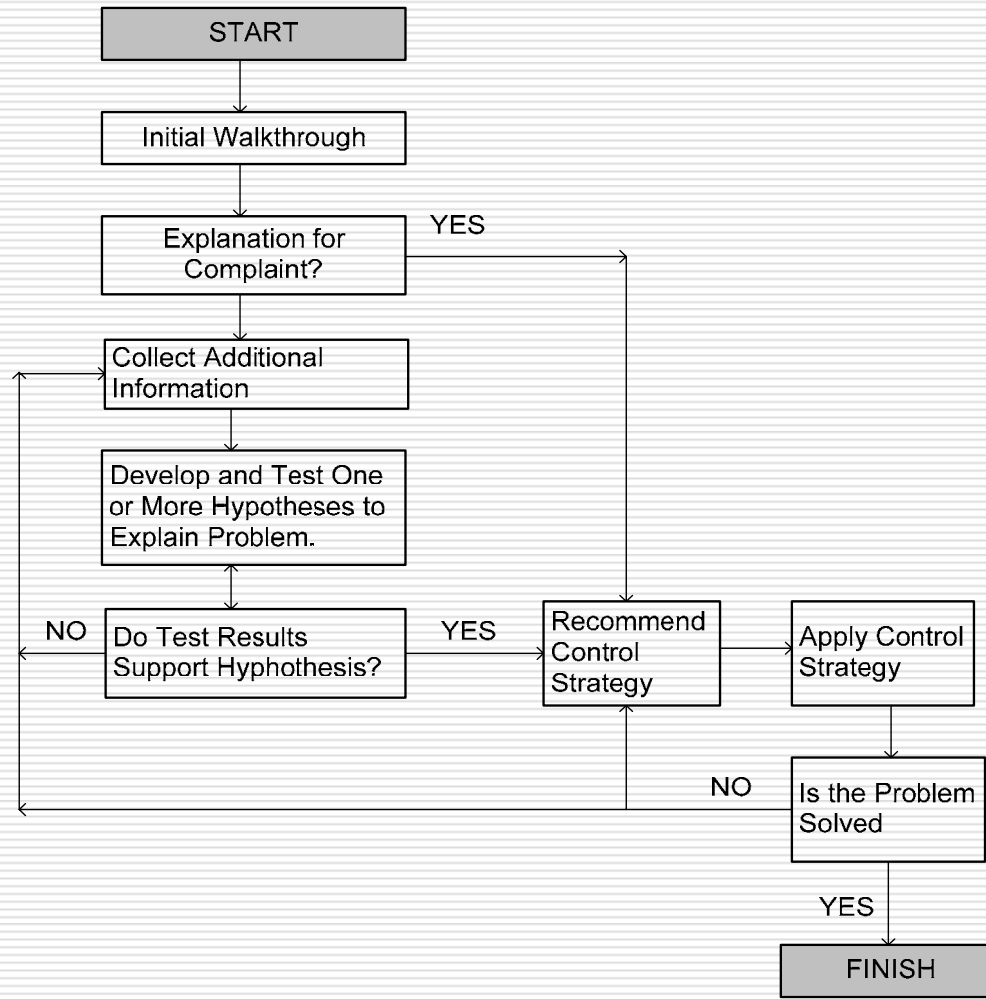 START
Initial Walkthrough
Explanation for
Complaint?
YES
Collect Additional
Information
Develop and Test One
or More Hypotheses to
Explain Problem.
NO
Do Test Results
Support Hyphothesis?
YES
Recommend
Control
Strategy
Apply Control
Strategy
NO
Is the Problem
Solved
YES
FINISH